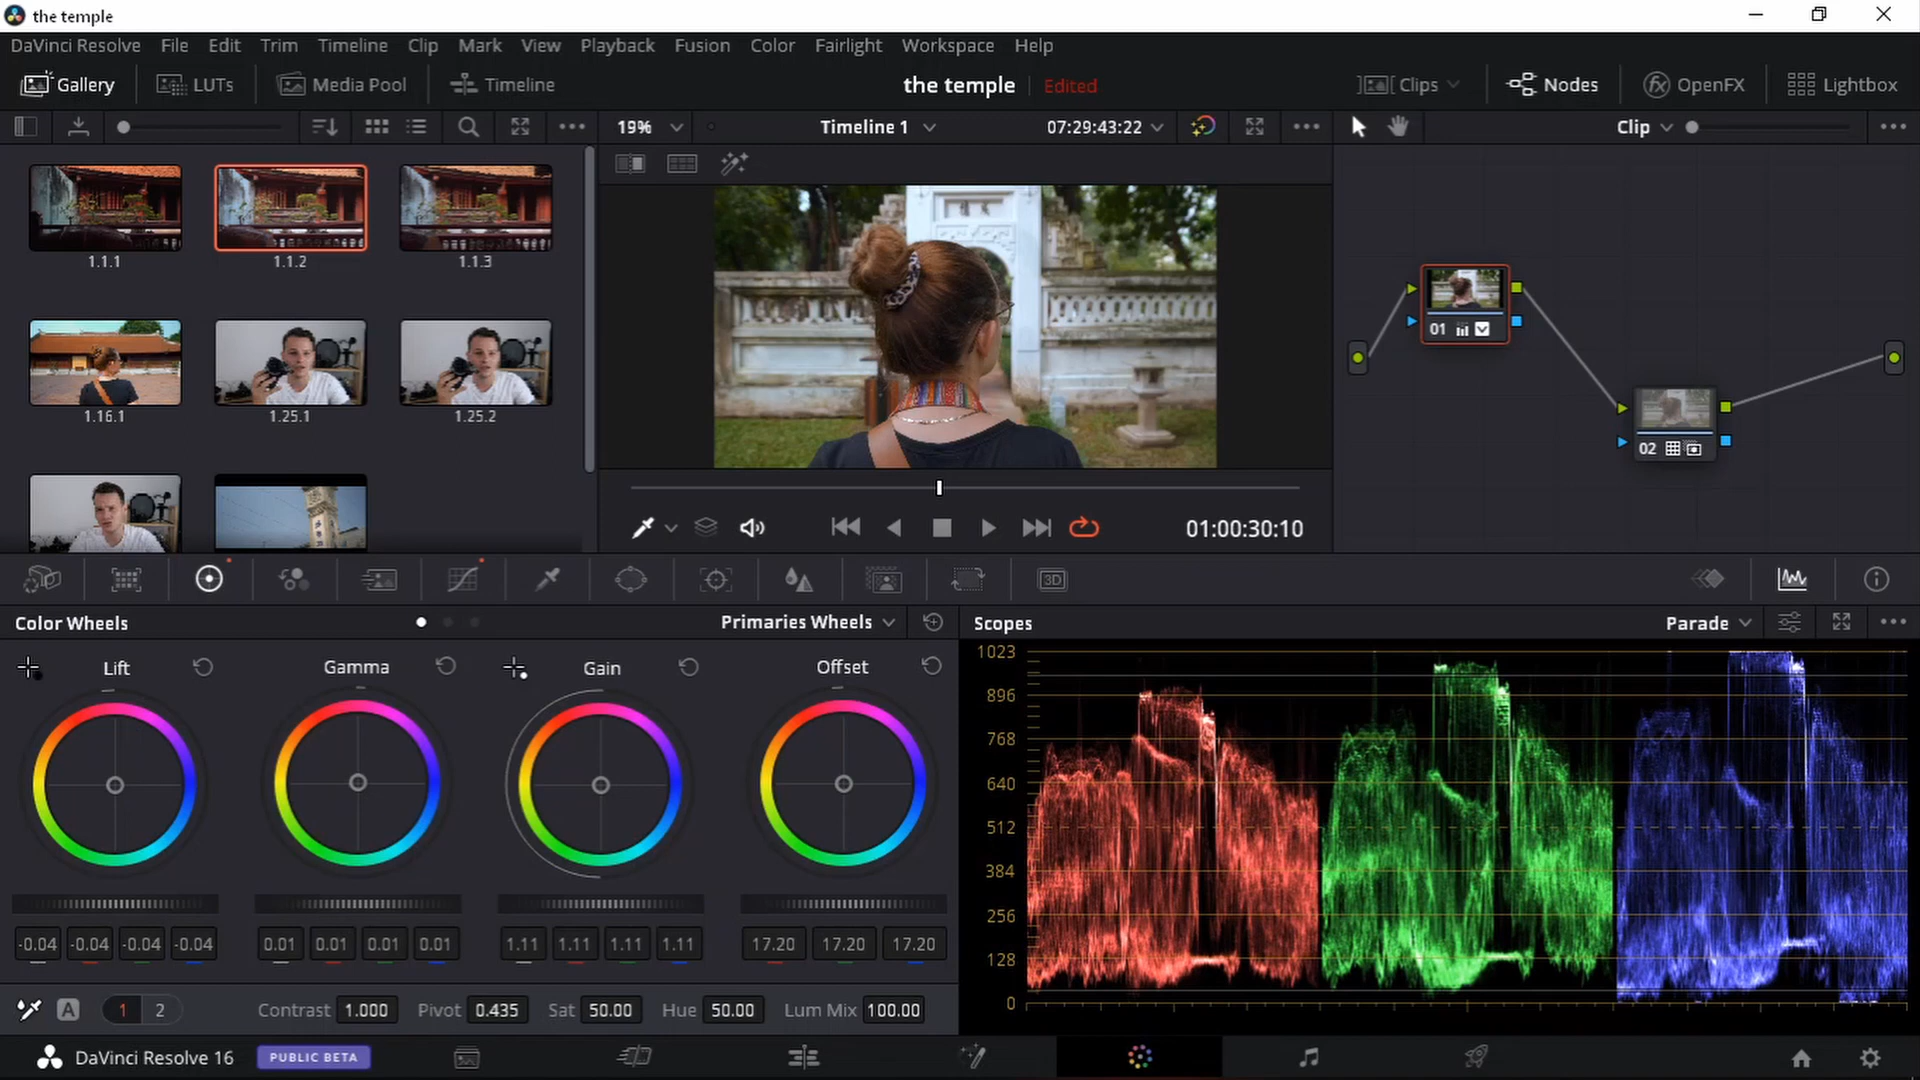 the temple
DaVinci Resolve File Edit Trim Timeline Clip Mark View Playback Fusion Color Fairlight Workspace Help
Gallery LUTs Media Pool Timeline the temple Edited Clips Nodes OpenFX Lightbox
19% Timeline 1 07:29:43:22 Clip
1.1.1 1.1.2 1.1.3
1.16.1 1.25.1 1.25.2
01
02
01:00:30:10
3D
Color Wheels Primaries Wheels Scopes Parade
Lift Gamma Gain Offset
1023
896
768
640
512
384
256
128
0
-0.04 -0.04 -0.04 -0.04 0.01 0.01 0.01 0.01 1.11 1.11 1.11 1.11 17.20 17.20 17.20
A 1 2 Contrast 1.000 Pivot 0.435 Sat 50.00 Hue 50.00 Lum Mix 100.00
DaVinci Resolve 16 PUBLIC BETA